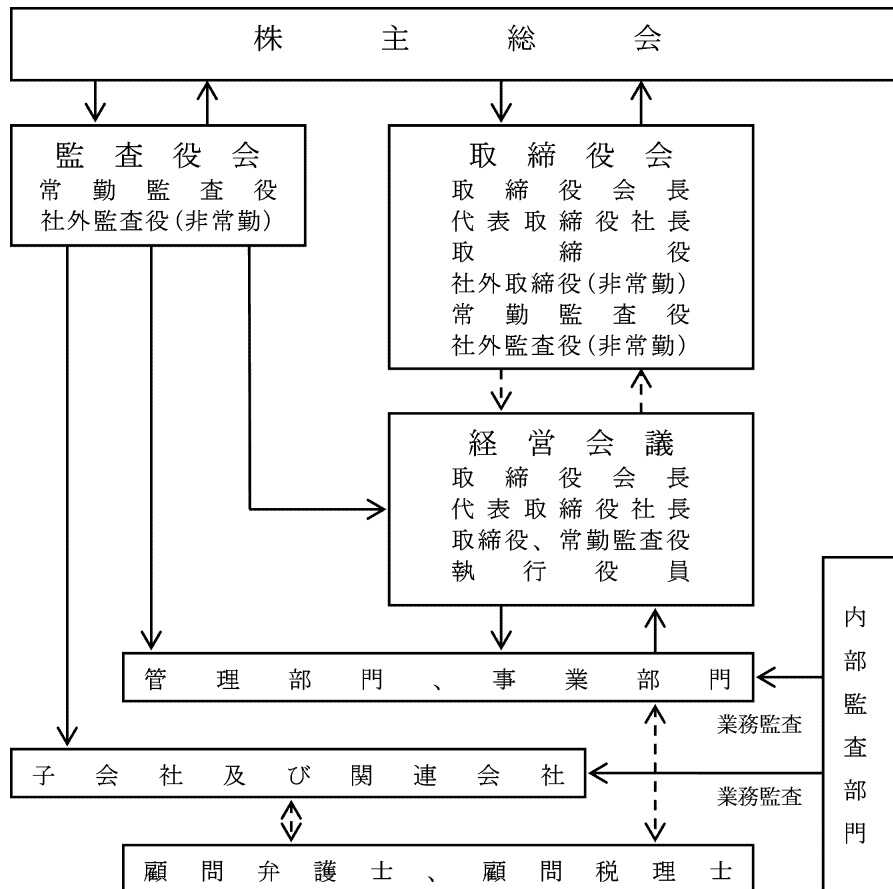 株主総会
監査役会
常勤監査役
社外監査役(非常勤)
取締役会
取締役会長
代表取締役社長
取締役
社外取締役(非常勤)
常勤監査役
社外監査役(非常勤)
経営会議
取締役会長
代表取締役社長
取締役、常勤監査役
執行役員
内部監査部門
管理部門、事業部門
業務監査
子会社及び関連会社
業務監査
顧問弁護士、顧問税理士